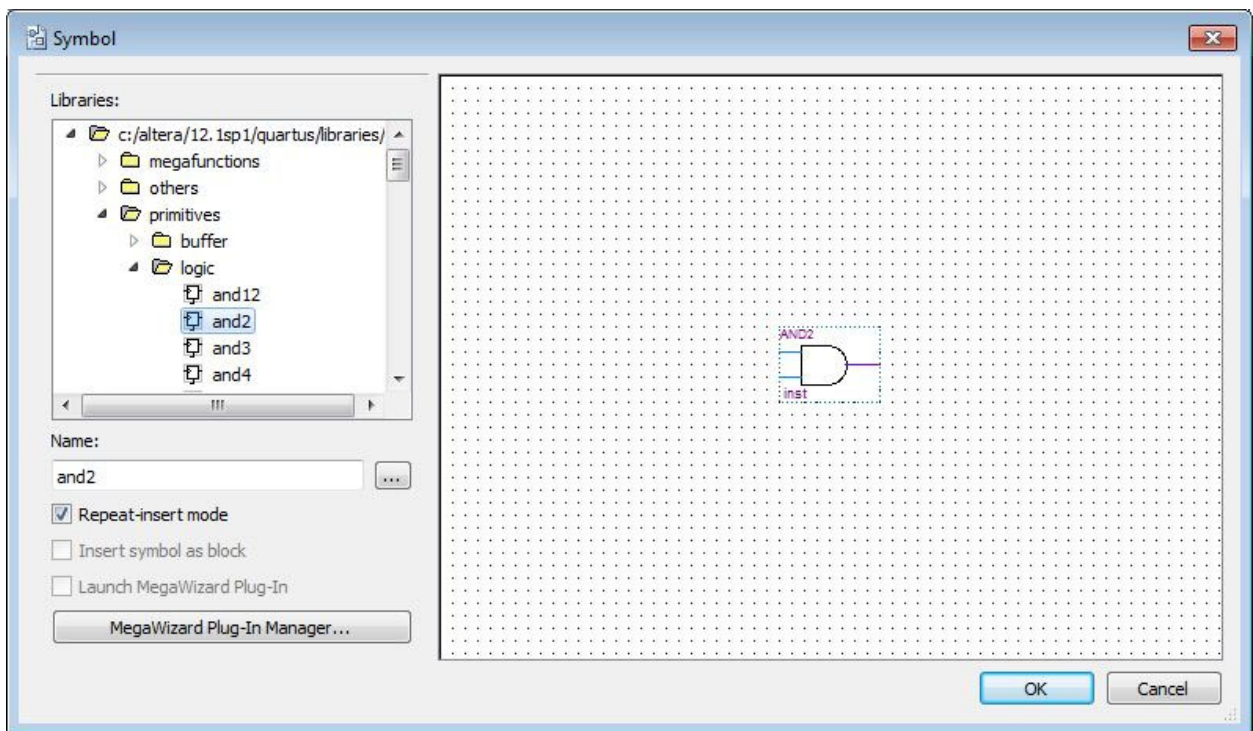 Symbol
Libraries:
c:/altera/12.1sp1/quartus/libraries/
megafunctions
others
primitives
buffer
logic
and12
and2
and3
and4
Name:
and2
...
Repeat-insert mode
Insert symbol as block
Launch MegaWizard Plug-In
MegaWizard Plug-In Manager...
AND2
inst
OK
Cancel